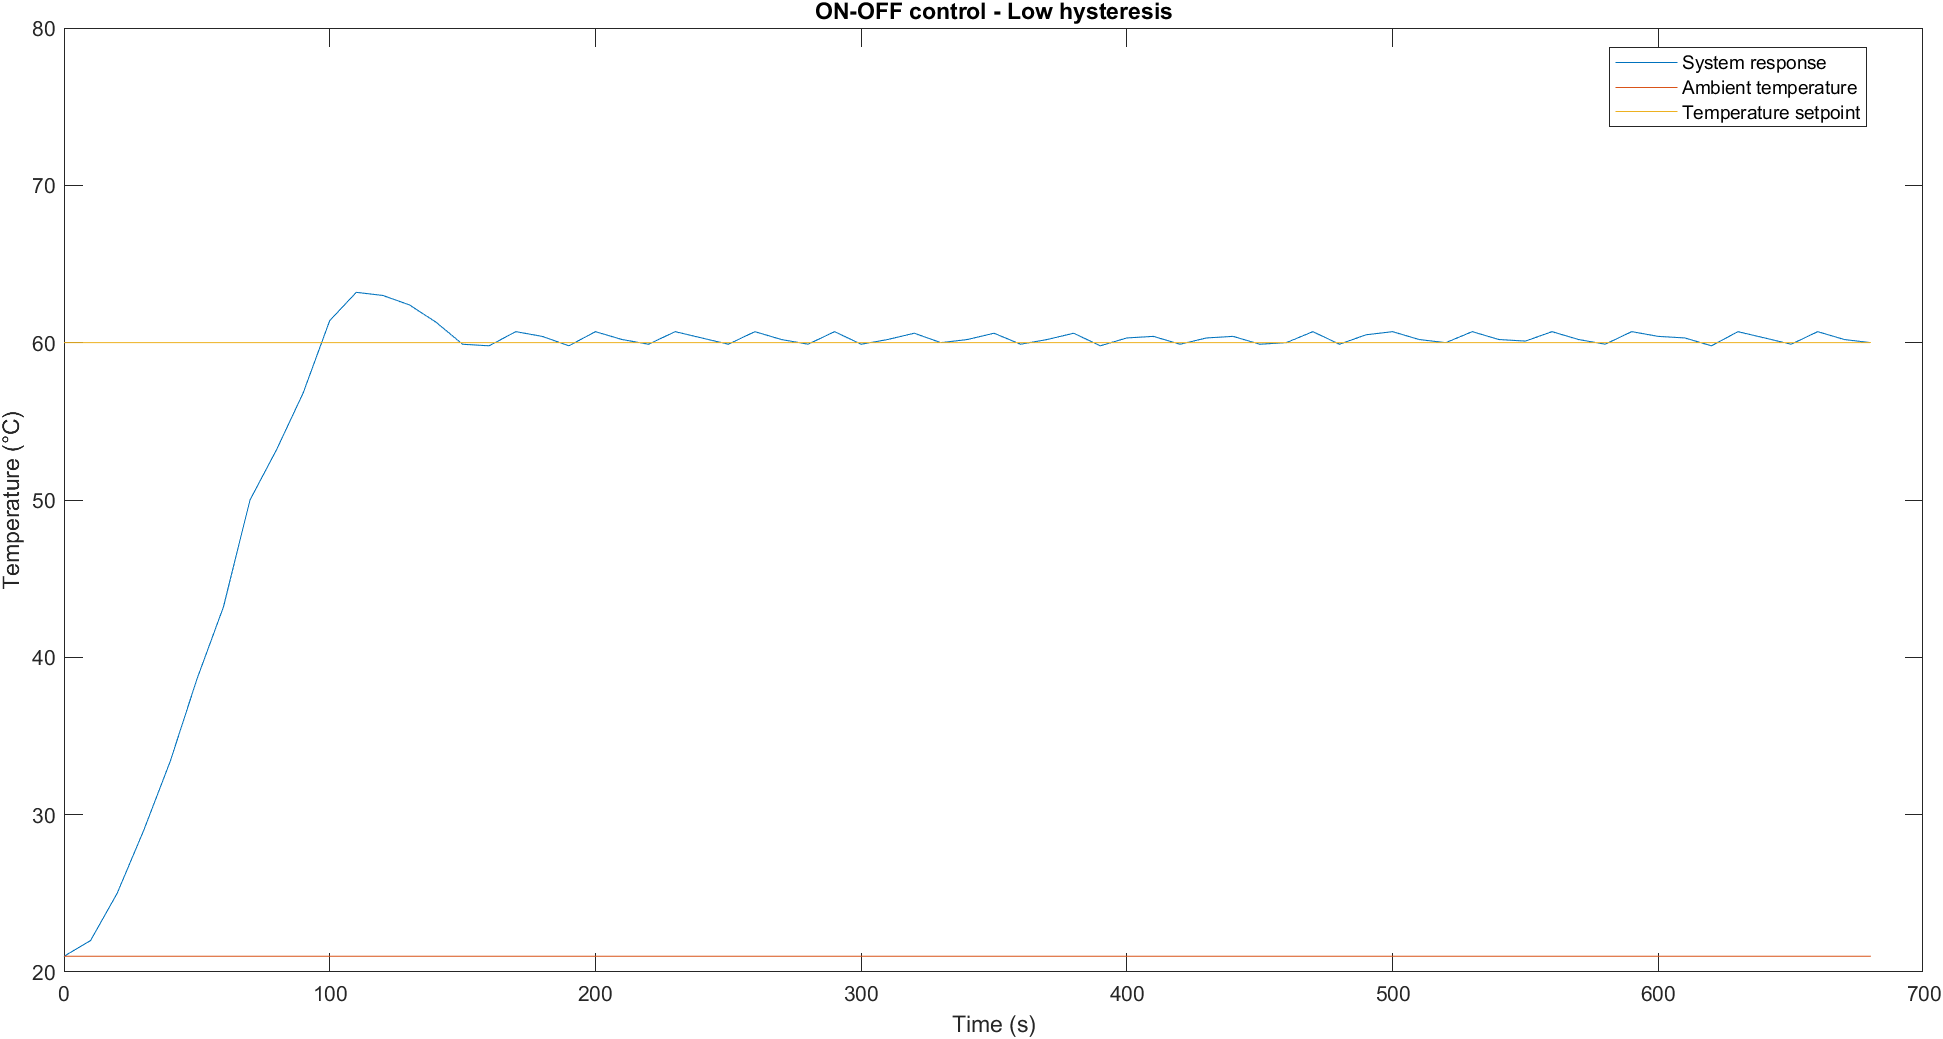 ON-OFF control - Low hysteresis
System response
Ambient temperature
Temperature setpoint
80
70
60
50
40
30
20
Temperature (°C)
0 100 200 300 400 500 600 700
Time (s)